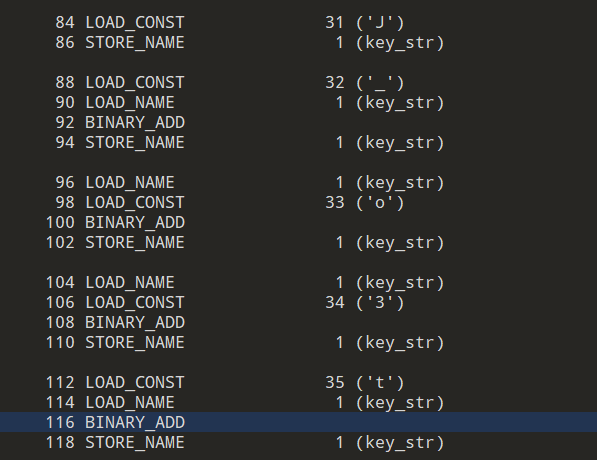 84 LOAD_CONST 31 ('J')
86 STORE_NAME 1 (key_str)
88 LOAD_CONST 32 ('_')
90 LOAD_NAME 1 (key_str)
92 BINARY_ADD
94 STORE_NAME 1 (key_str)
96 LOAD_NAME 1 (key_str)
98 LOAD_CONST 33 ('o')
100 BINARY_ADD
102 STORE_NAME 1 (key_str)
104 LOAD_NAME 1 (key_str)
106 LOAD_CONST 34 ('3')
108 BINARY_ADD
110 STORE_NAME 1 (key_str)
112 LOAD_CONST 35 ('t')
114 LOAD_NAME 1 (key_str)
116 BINARY_ADD
118 STORE_NAME 1 (key_str)